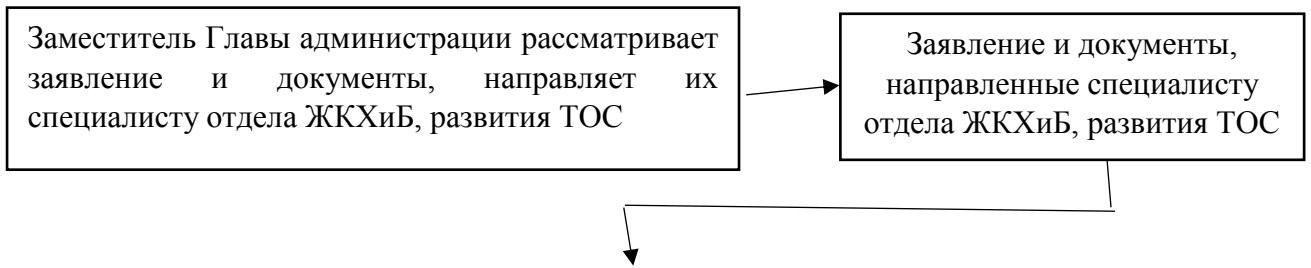 Заместитель Главы администрации рассматривает
заявление и документы, направляет их
специалисту отдела ЖКХиБ, развития ТОС
Заявление и документы,
направленные специалисту
отдела ЖКХиБ, развития ТОС